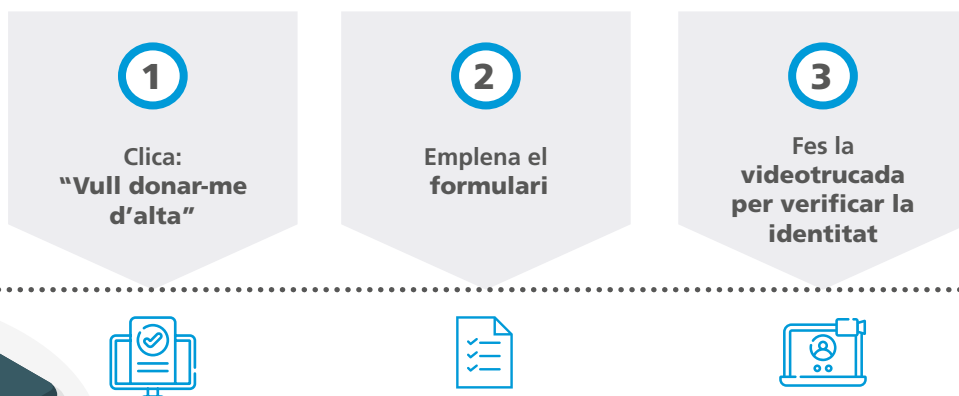 1
Clica:
“Vull donar-me
d’alta”
2
Emplena el
formulari
3
Fes la
videotrucada
per verificar la
identitat